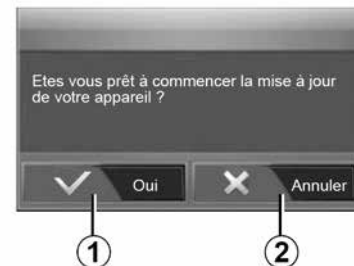 Etes vous prêt à commencer la mise à jour
de votre appareil ?
Oui
Annuler
1
2